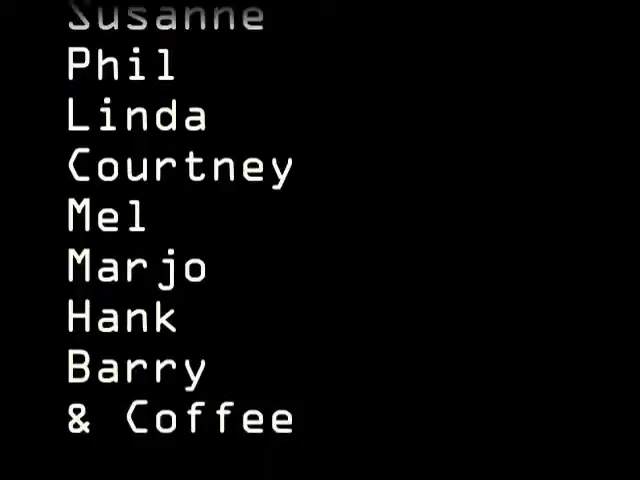 Susanne
Phil
Linda
Courtney
Mel
Marjo
Hank
Barry
& Coffee